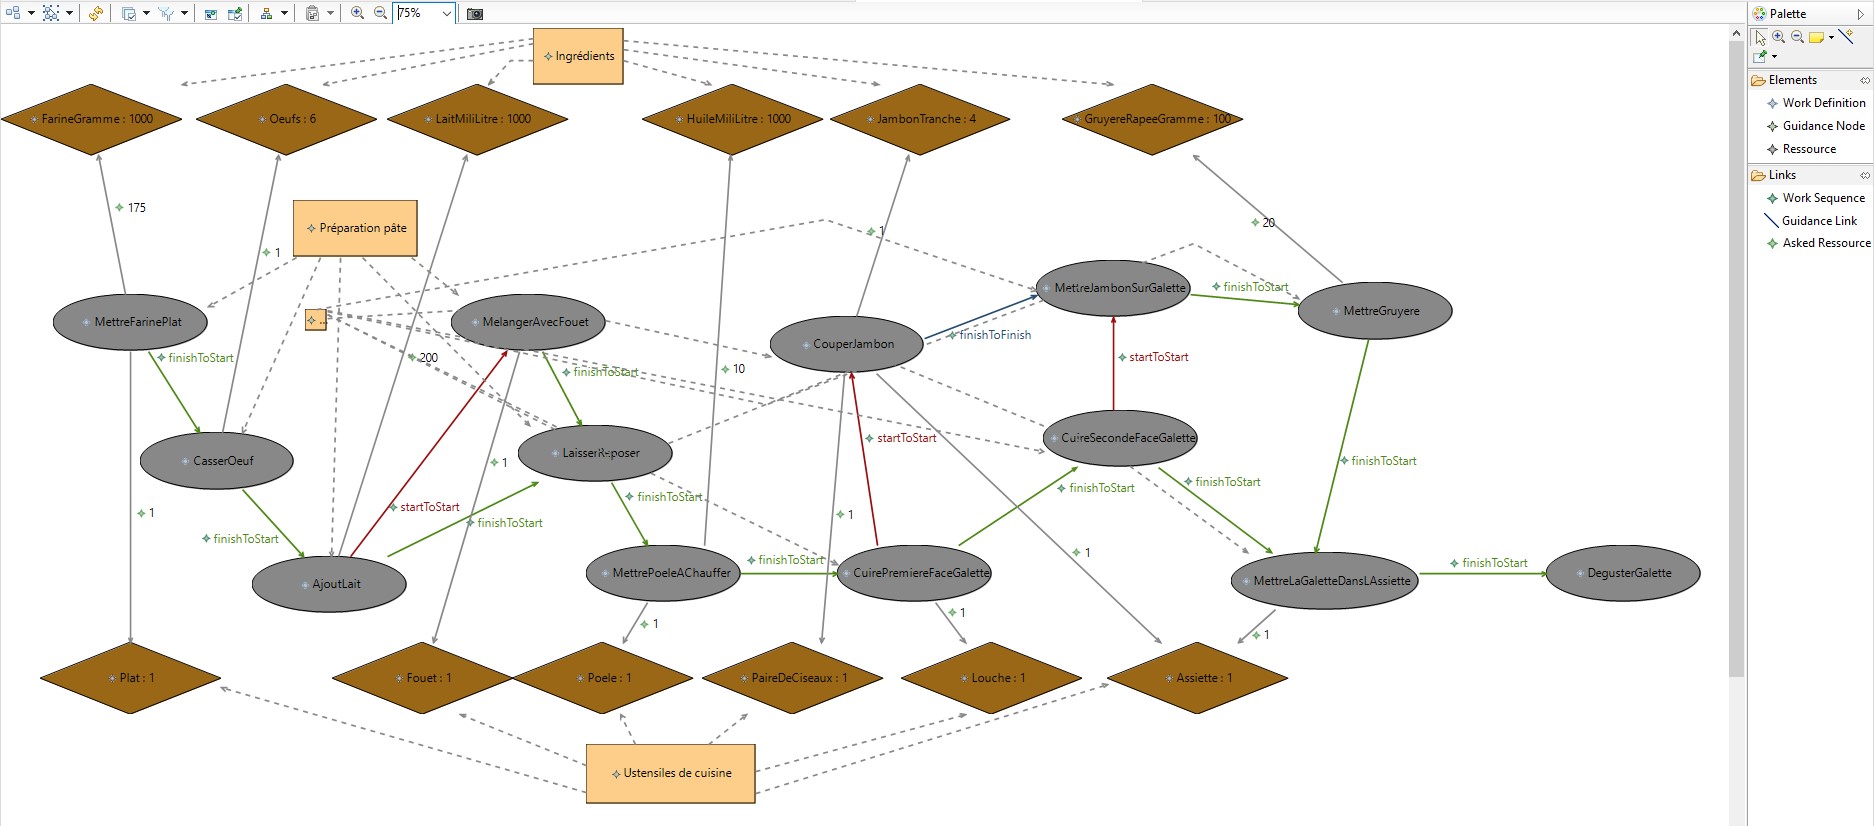 75%
Palette
Elements
Work Definition
Guidance Node
Ressource
Links
Work Sequence
Guidance Link
Asked Ressource
Ingrédients
FarineGramme : 1000
Oeufs : 6
LaitMiliLitre : 1000
HuileMiliLitre : 1000
JambonTranche : 4
GruyereRapeeGramme : 100
175
Préparation pâte
1
1
20
MettreJambonSurGalette
finishToStart
MettreFarinePlat
...
MelangerAvecFouet
MettreGruyere
finishToFinish
CouperJambon
finishToStart
200
finishToStart
10
startToStart
CasserOeuf
LaisserReposer
startToStart
CuireSecondeFaceGalette
1
finishToStart
finishToStart
finishToStart
finishToStart
startToStart
finishToStart
1
1
finishToStart
1
AjoutLait
MettrePoeleAChauffer
finishToStart
CuirePremiereFaceGalette
MettreLaGaletteDansLAssiette
finishToStart
DegusterGalette
1
1
1
Plat : 1
Fouet : 1
Poele : 1
PaireDeCiseaux : 1
Louche : 1
Assiette : 1
Ustensiles de cuisine